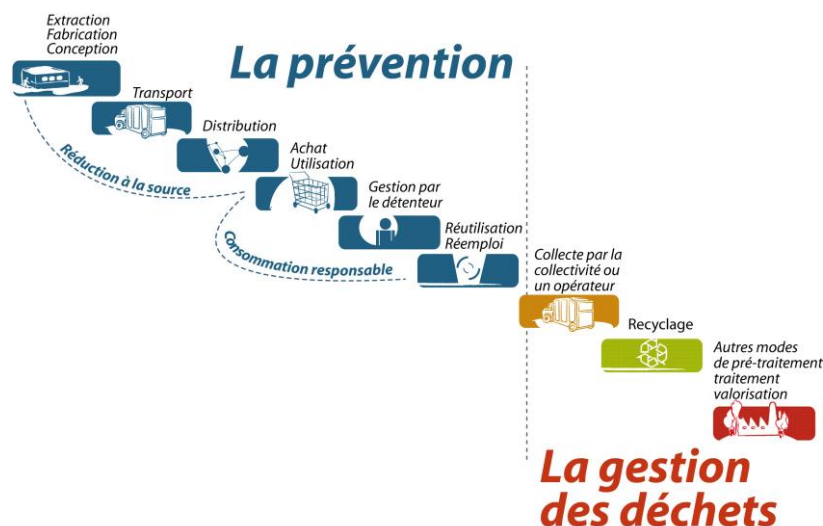 Extraction
Fabrication
Conception
La prévention
Transport
Distribution
Réduction à la source
Achat
Utilisation
Gestion par
le détenteur
Consommation responsable
Réutilisation
Réemploi
Collecte par la
collectivité ou
un opérateur
Recyclage
Autres modes
de pré-traitement
traitement
valorisation
La gestion
des déchets